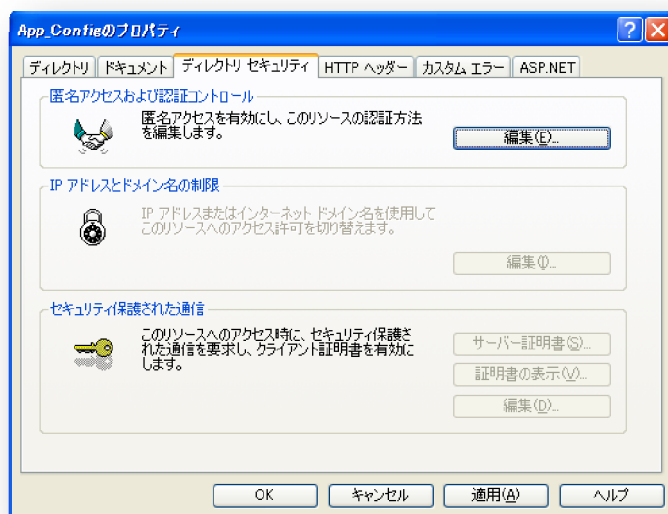 App_Configのプロパティ
ディレクトリ ドキュメント ディレクトリ セキュリティ HTTP ヘッダー カスタム エラー ASP.NET
匿名アクセスおよび認証コントロール
匿名アクセスを有効にし、このリソースの認証方法
を編集します。
編集(E)...
IP アドレスとドメイン名の制限
IP アドレスまたはインターネット ドメイン名を使用して
このリソースへのアクセス許可を切り替えます。
編集(I)...
セキュリティ保護された通信
このリソースへのアクセス時に、セキュリティ保護さ
れた通信を要求し、クライアント証明書を有効に
します。
サーバー証明書(S)...
証明書の表示(V)...
編集(D)...
OK キャンセル 適用(A) ヘルプ